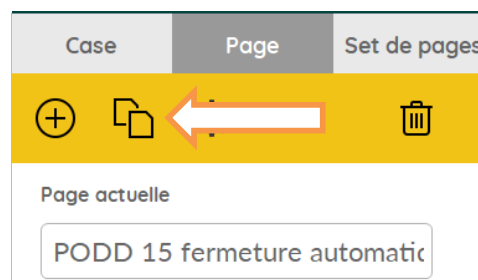 Case Page Set de pages
Page actuelle
PODD 15 fermeture automatic